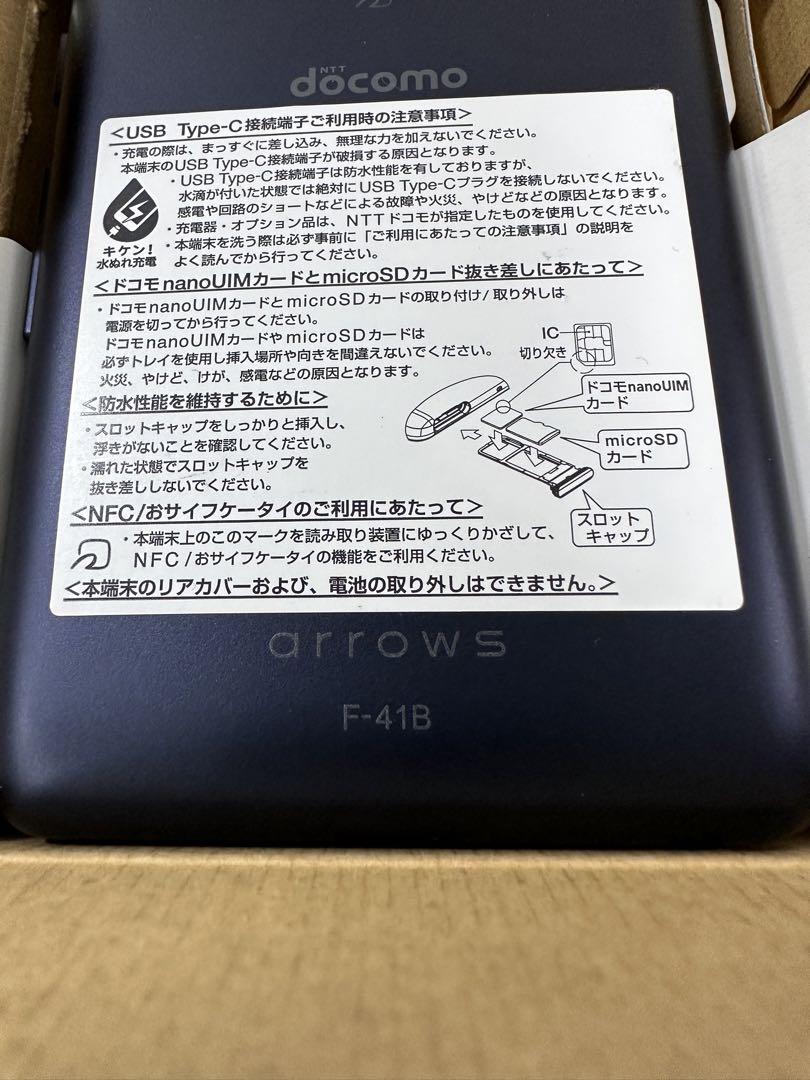 NTT
docomo
<USB Type-C接続端子ご利用時の注意事項>
・充電の際は、まっすぐに差し込み、無理な力を加えないでください。
本端末のUSB Type-C接続端子が破損する原因となります。
・USB Type-C接続端子は防水性能を有しておりますが、
水滴が付いた状態では絶対にUSB Type-Cプラグを接続しないでください。
感電や回路のショートなどによる故障や火災、やけどなどの原因となります。
・充電器・オプション品は、NTTドコモが指定したものを使用してください。
・本端末を洗う際は必ず事前に「ご利用にあたっての注意事項」の説明を
よく読んでから行ってください。
キケン!
水ぬれ充電
<ドコモnanoUIMカードとmicroSDカード抜き差しにあたって>
・ドコモnanoUIMカードとmicroSDカードの取り付け/取り外しは
電源を切ってから行ってください。
ドコモnanoUIMカードやmicroSDカードは
必ずトレイを使用し挿入場所や向きを間違えないでください。
火災、やけど、けが、感電などの原因となります。
IC
切り欠き
ドコモnanoUIM
カード
microSD
カード
スロット
キャップ
<防水性能を維持するために>
・スロットキャップをしっかりと挿入し、
浮きがないことを確認してください。
・濡れた状態でスロットキャップを
抜き差ししないでください。
<NFC/おサイフケータイのご利用にあたって>
・本端末上のこのマークを読み取り装置にゆっくりかざして、
NFC/おサイフケータイの機能をご利用ください。
<本端末のリアカバーおよび、電池の取り外しはできません。>
arrows
F-41B